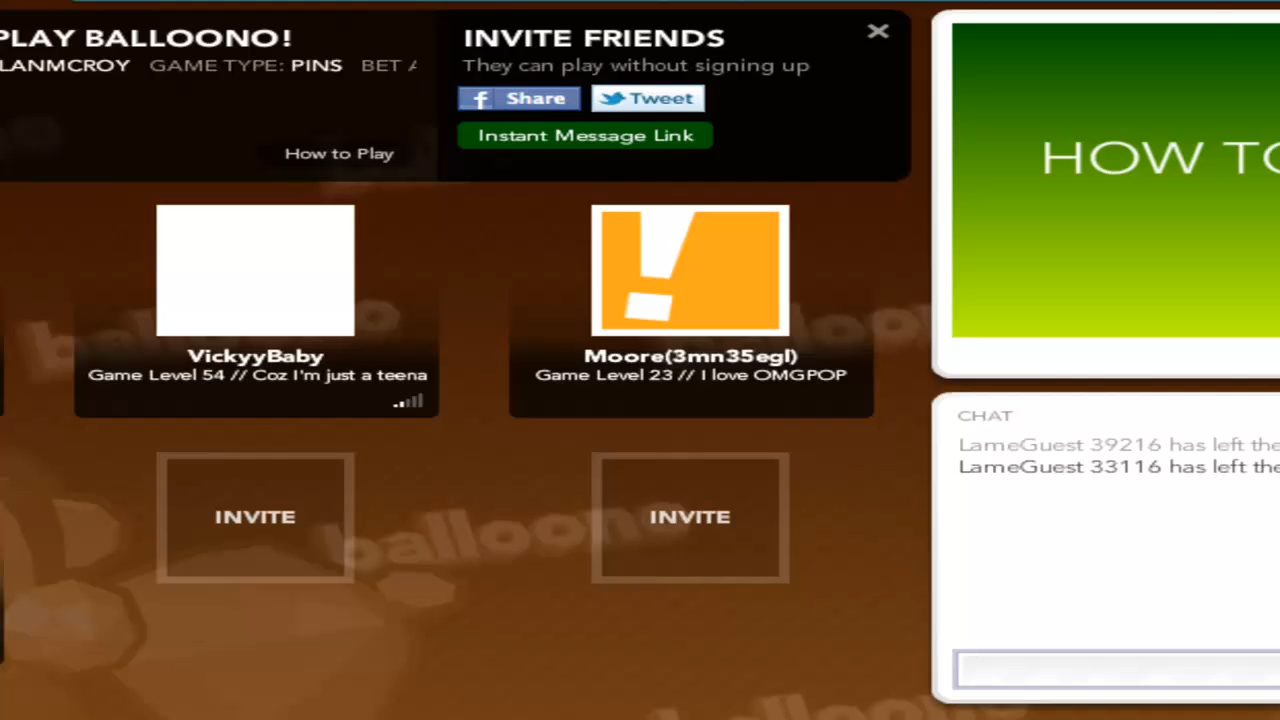 PLAY BALLOONO!
LANMCROY GAME TYPE: PINS BET
How to Play
INVITE FRIENDS
They can play without signing up
f Share
Tweet
Instant Message Link
VickyyBaby
Game Level 54 // Coz I'm just a teena
Moore(3mn35egl)
Game Level 23 // I love OMGPOP
INVITE
INVITE
balloono
balloono
HOW TO
CHAT
LameGuest 39216 has left the
LameGuest 33116 has left the